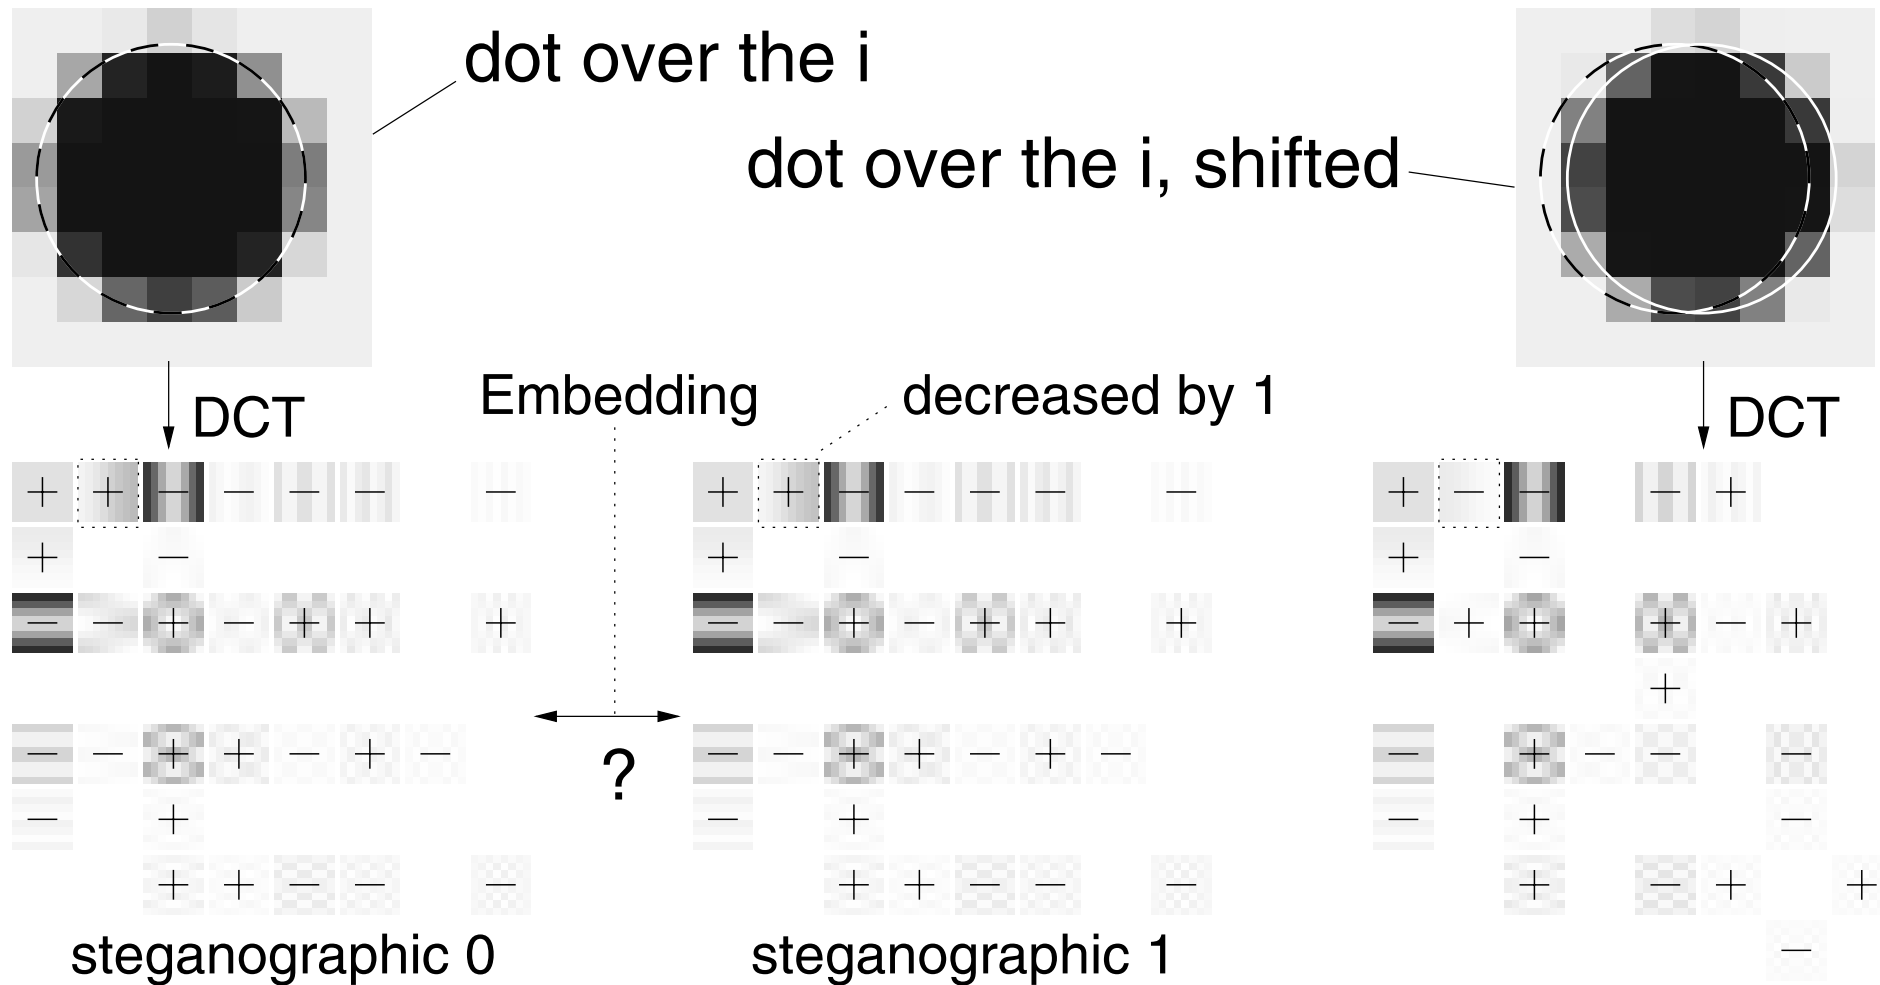 dot over the i
dot over the i, shifted
DCT
Embedding
decreased by 1
DCT
+ + — — — — —
+ + — — — — —
+ — — — +
+ —
+ —
+ —
— — + — + + +
— — + — + + +
— + + + — +
+
— — + + — + —
— — + + — + —
— + — — —
?
— +
— +
— + —
+ + — — —
+ + — — —
+ — + +
—
steganographic 0
steganographic 1